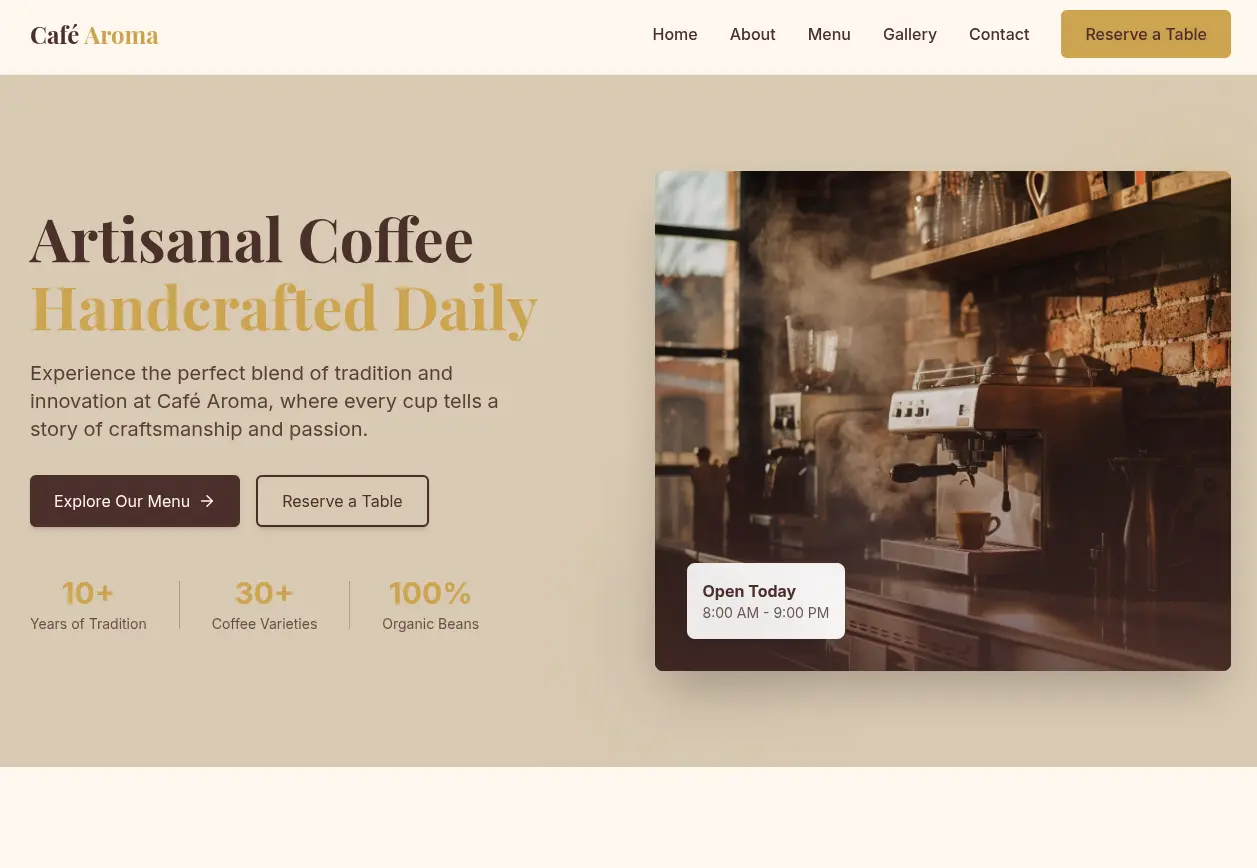 Café Aroma
Home
About
Menu
Gallery
Contact
Reserve a Table
Artisanal Coffee
Handcrafted Daily
Experience the perfect blend of tradition and
innovation at Café Aroma, where every cup tells a
story of craftsmanship and passion.
Explore Our Menu →
Reserve a Table
10+
Years of Tradition
30+
Coffee Varieties
100%
Organic Beans
Open Today
8:00 AM - 9:00 PM